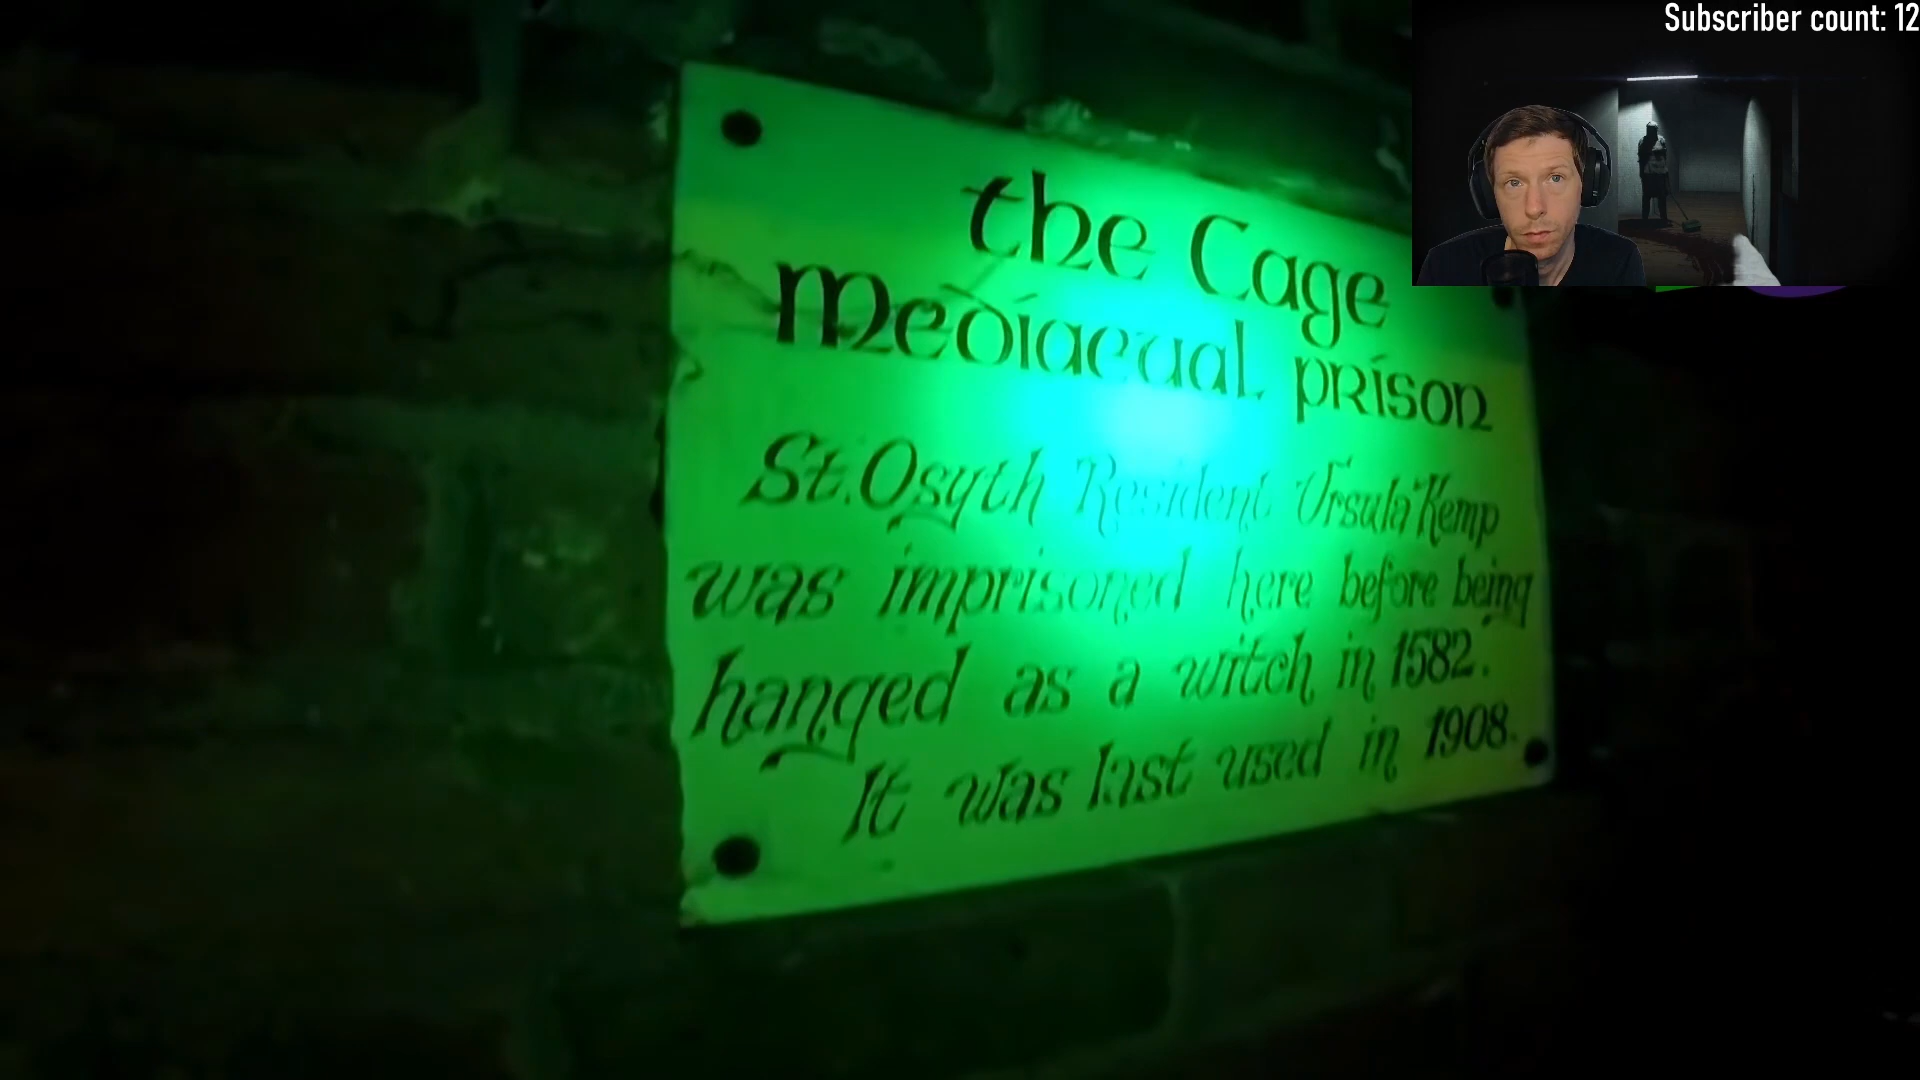 Subscriber count: 12
the Cage
Mediaeval prison
St. Osyth Resident Ursula Kemp
was imprisoned here before being
hanged as a witch in 1582.
It was last used in 1908.